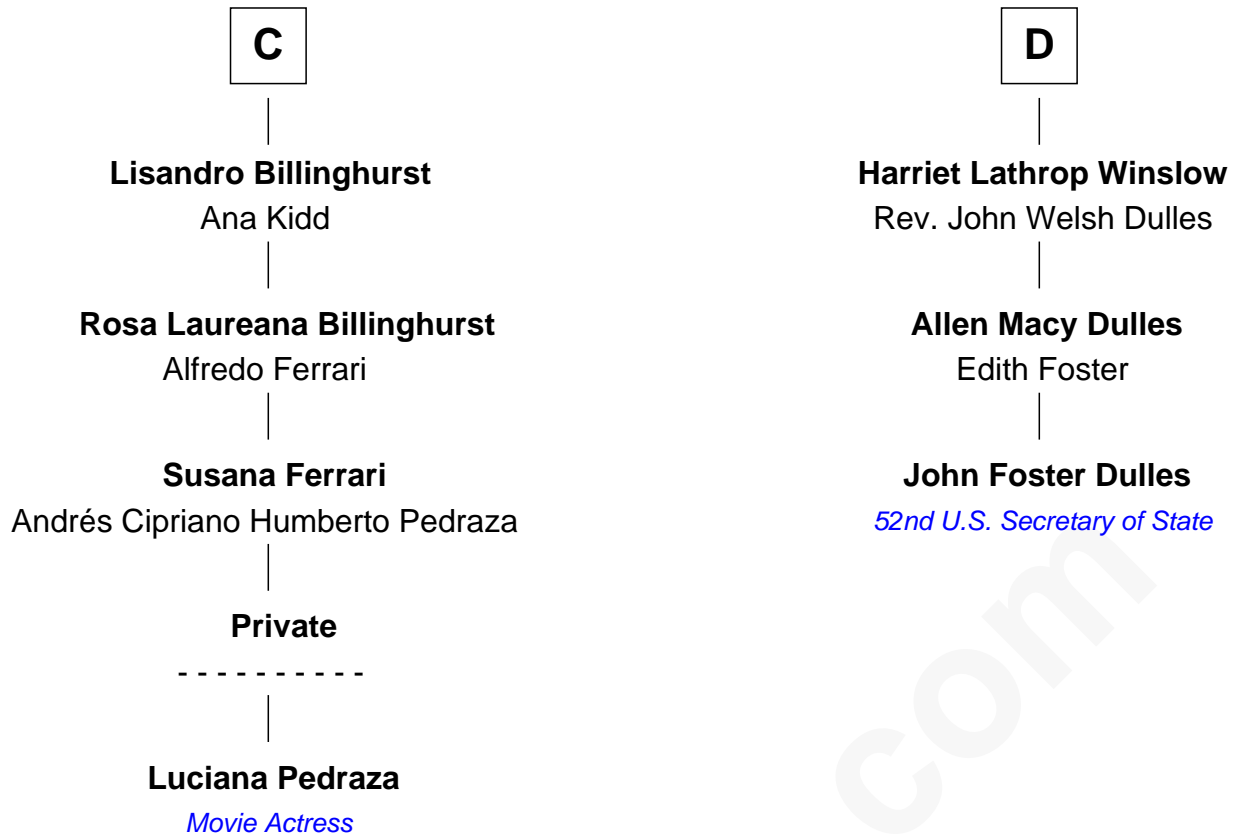 C
Lisandro Billinghurst
Ana Kidd
Rosa Laureana Billinghurst
Alfredo Ferrari
Susana Ferrari
Andrés Cipriano Humberto Pedraza
Private
- - - - - - - - - -
Luciana Pedraza
Movie Actress
D
Harriet Lathrop Winslow
Rev. John Welsh Dulles
Allen Macy Dulles
Edith Foster
John Foster Dulles
52nd U.S. Secretary of State
com